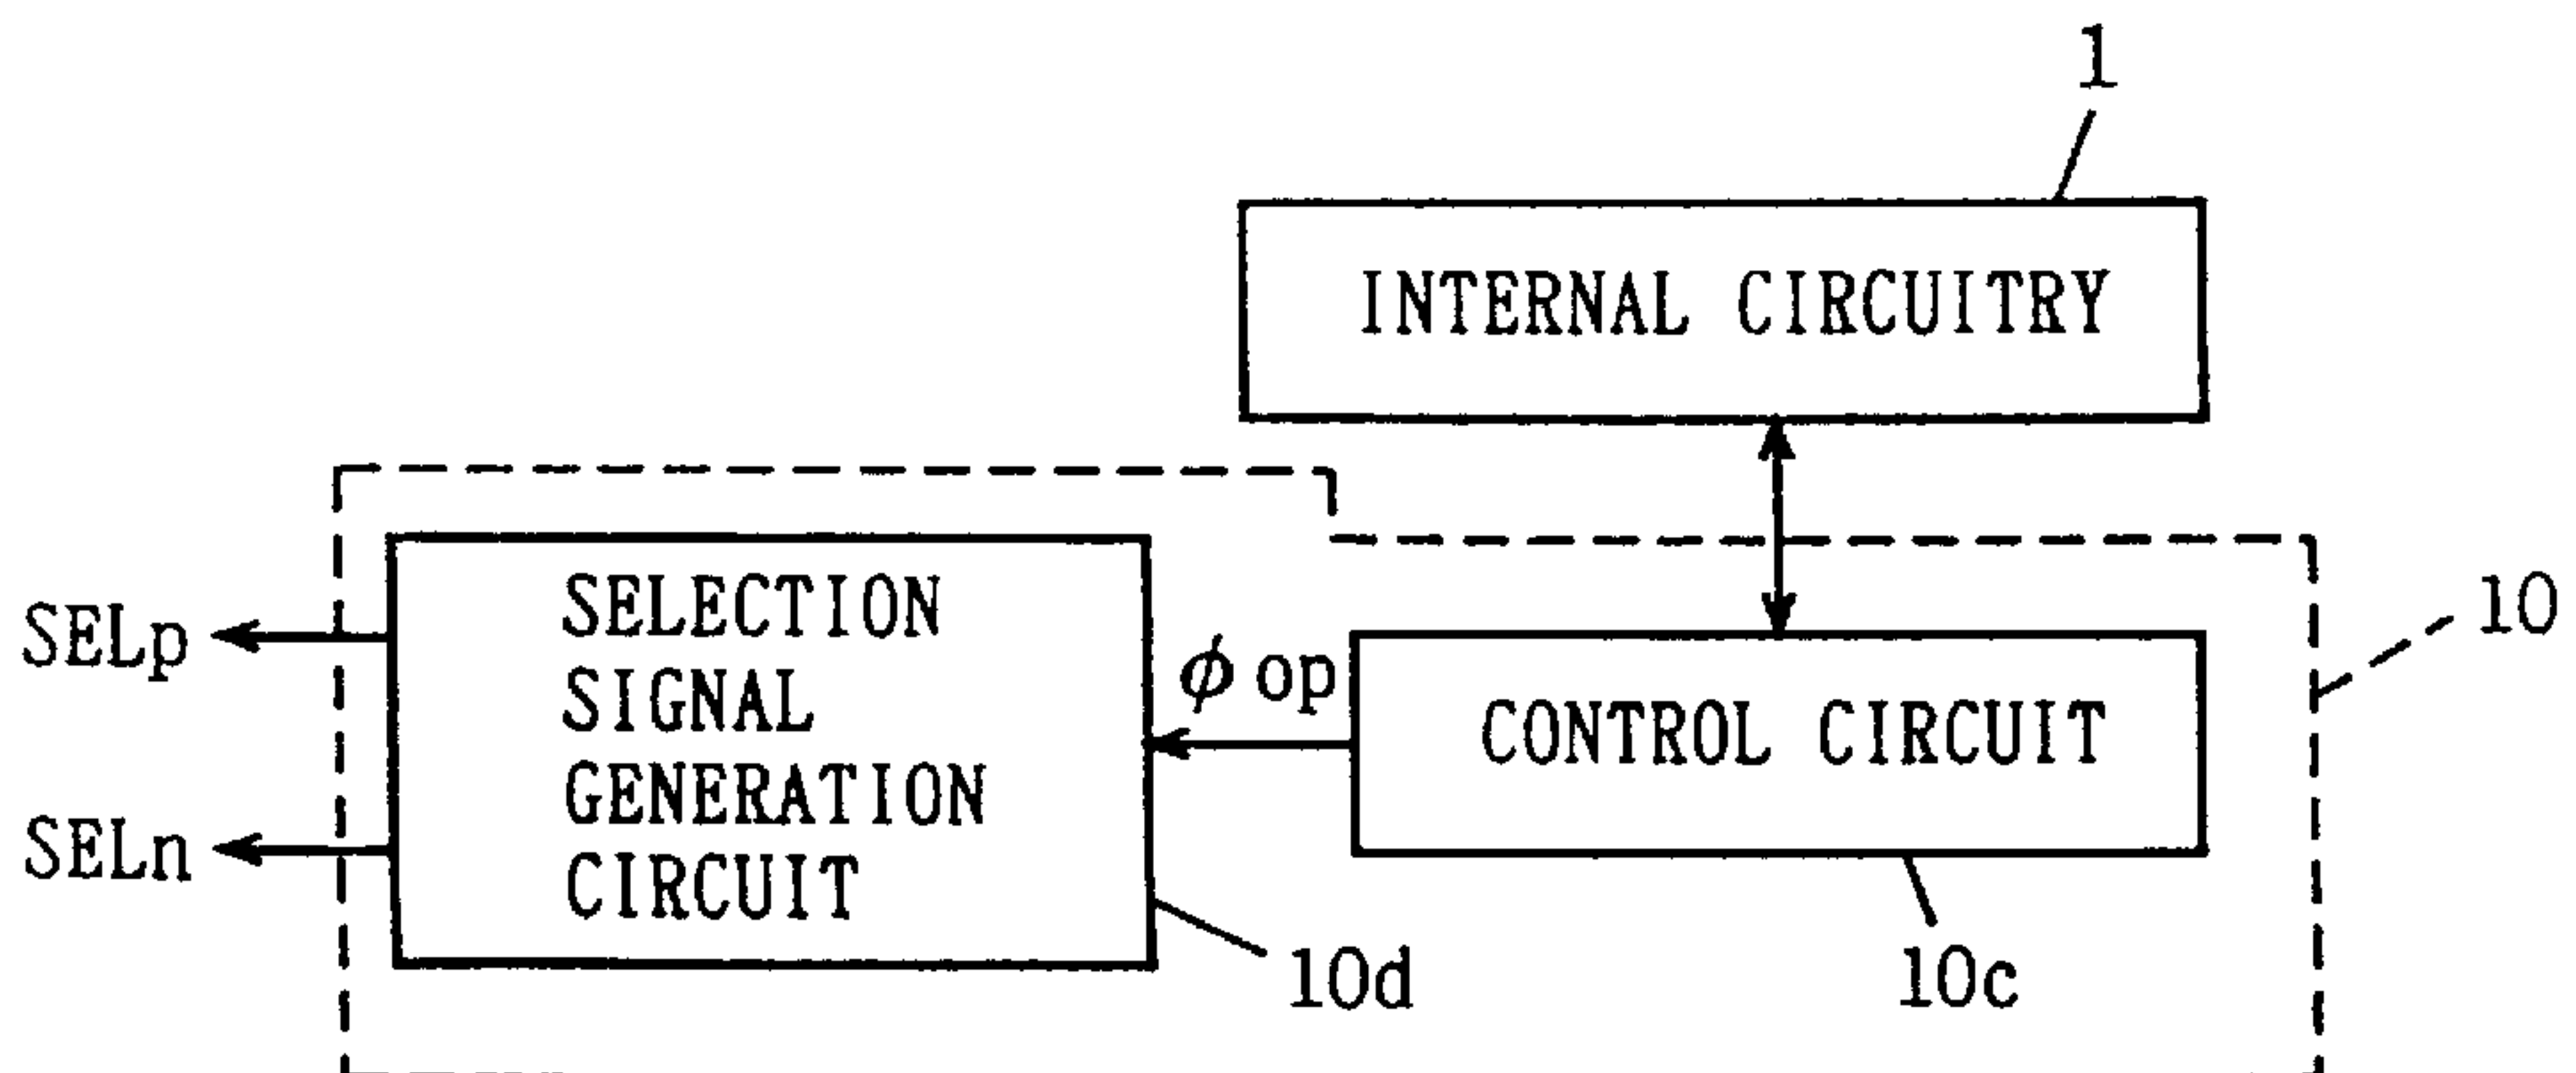 1
INTERNAL CIRCUITRY
SELECTION
SIGNAL
GENERATION
CIRCUIT
SELp
SELn
φ op
CONTROL CIRCUIT
10
10d
10c